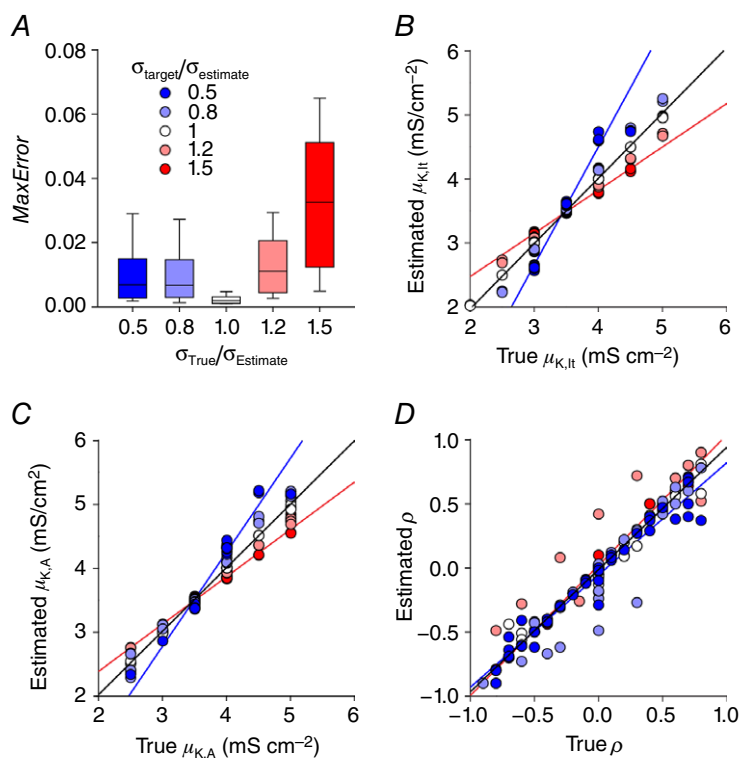 A
0.08
0.06
0.04
0.02
0.00
MaxError
σtarget/σestimate
0.5
0.8
1
1.2
1.5
0.5 0.8 1.0 1.2 1.5
σTrue/σEstimate
B
6
5
4
3
2
Estimated μK,lt (mS/cm−2)
2 3 4 5 6
True μK,lt (mS cm−2)
C
6
5
4
3
2
Estimated μK,A (mS/cm2)
2 3 4 5 6
True μK,A (mS cm−2)
D
1.0
0.5
0.0
−0.5
−1.0
Estimated ρ
−1.0 −0.5 0.0 0.5 1.0
True ρ